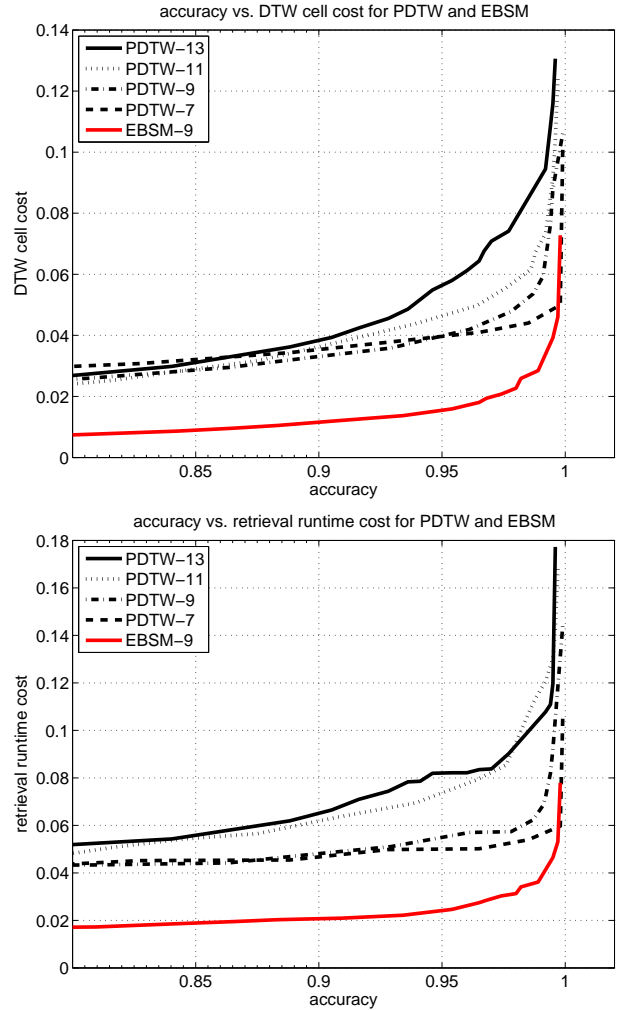 accuracy vs. DTW cell cost for PDTW and EBSM
0.14
0.12
0.1
0.08
0.06
0.04
0.02
0
DTW cell cost
PDTW−13
PDTW−11
PDTW−9
PDTW−7
EBSM−9
0.85
0.9
0.95
1
accuracy
accuracy vs. retrieval runtime cost for PDTW and EBSM
0.18
0.16
0.14
0.12
0.1
0.08
0.06
0.04
0.02
0
retrieval runtime cost
PDTW−13
PDTW−11
PDTW−9
PDTW−7
EBSM−9
0.85
0.9
0.95
1
accuracy